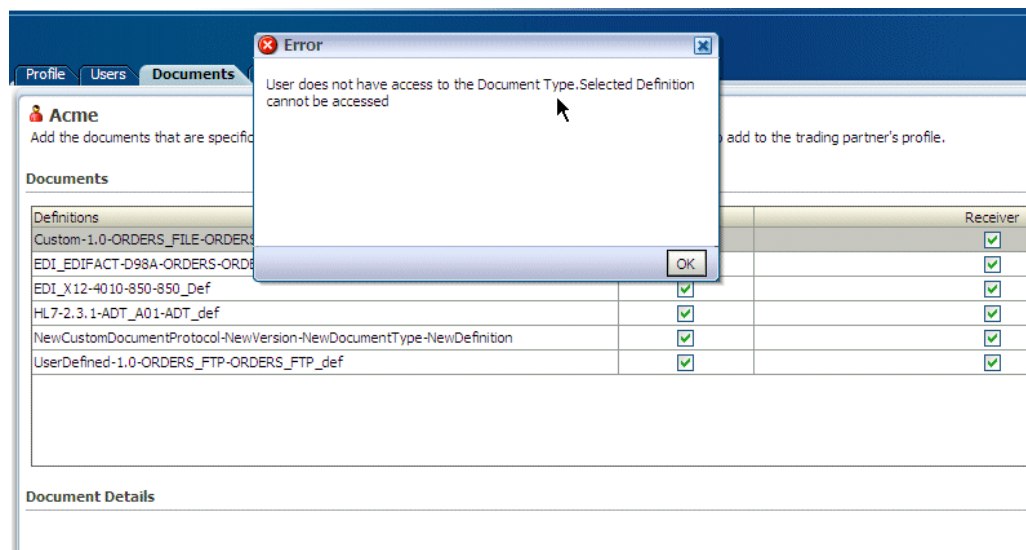 Error
Profile Users Documents
User does not have access to the Document Type.Selected Definition
cannot be accessed
Acme
Add the documents that are add to the trading partner's profile.
Documents
Definitions Receiver
Custom-1.0-ORDERS_FILE-ORDERS
EDI_EDIFACT-D98A-ORDERS-ORDE
OK
EDI_X12-4010-850-850_Def
HL7-2.3.1-ADT_A01-ADT_def
NewCustomDocumentProtocol-NewVersion-NewDocumentType-NewDefinition
UserDefined-1.0-ORDERS_FTP-ORDERS_FTP_def
Document Details